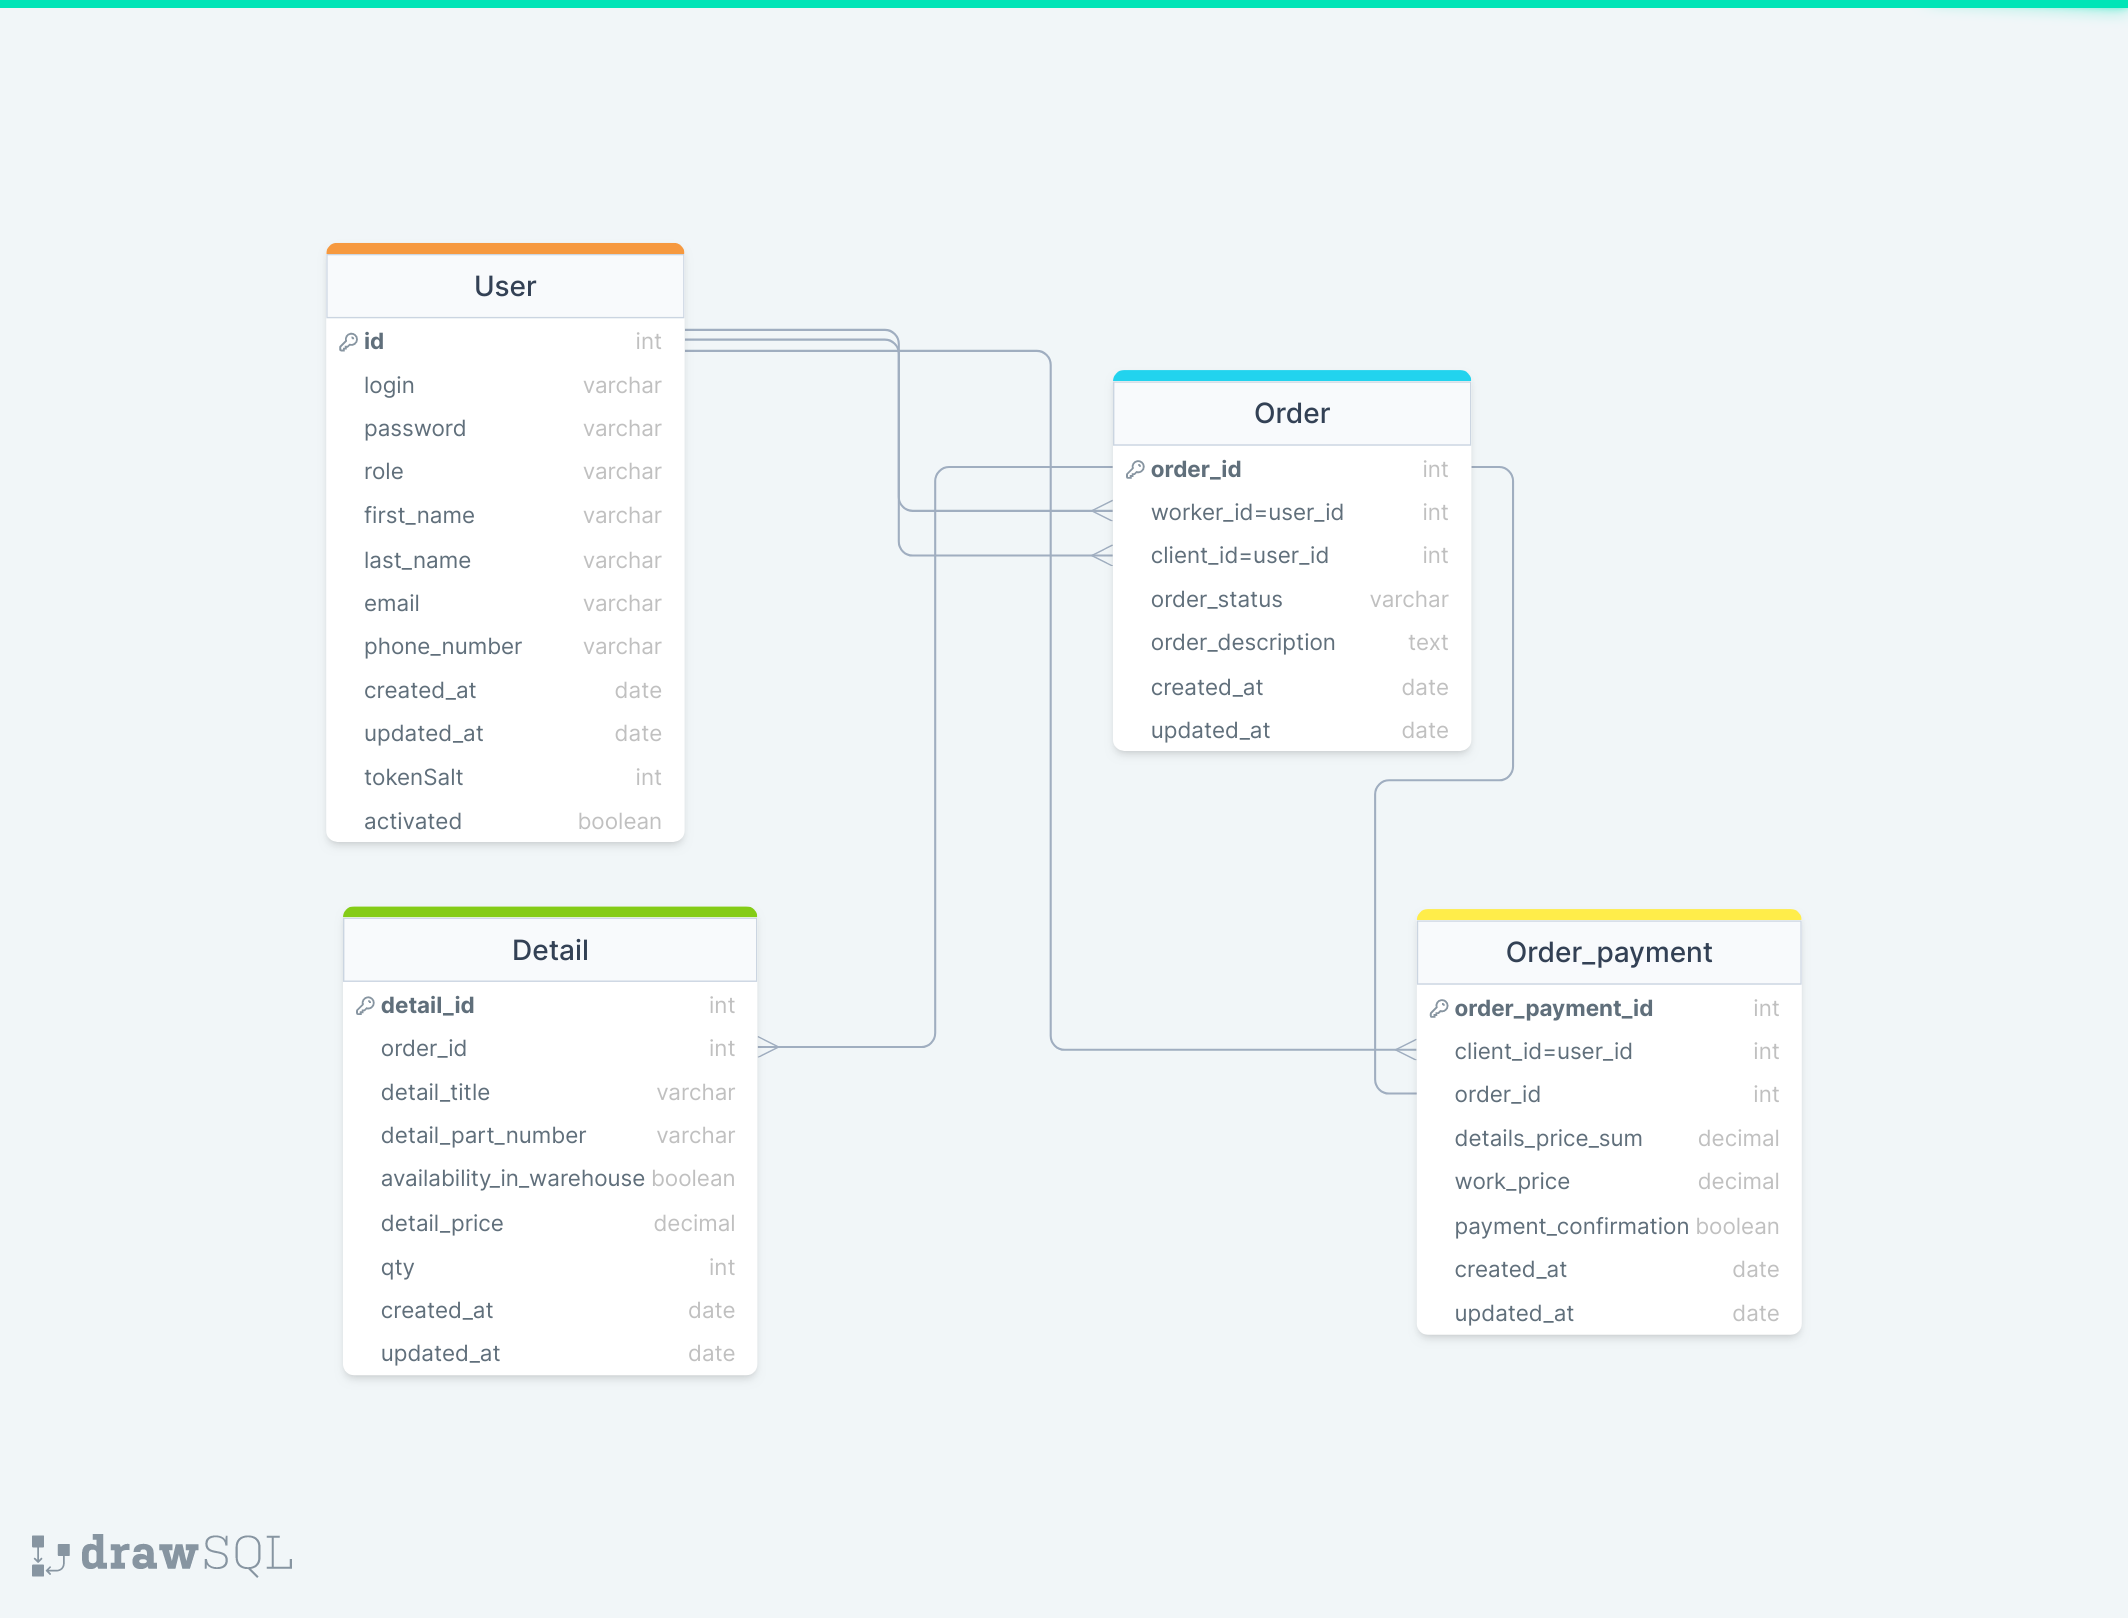 User
id int
login varchar
password varchar
role varchar
first_name varchar
last_name varchar
email varchar
phone_number varchar
created_at date
updated_at date
tokenSalt int
activated boolean
Order
order_id int
worker_id=user_id int
client_id=user_id int
order_status varchar
order_description text
created_at date
updated_at date
Detail
detail_id int
order_id int
detail_title varchar
detail_part_number varchar
availability_in_warehouse boolean
detail_price decimal
qty int
created_at date
updated_at date
Order_payment
order_payment_id int
client_id=user_id int
order_id int
details_price_sum decimal
work_price decimal
payment_confirmation boolean
created_at date
updated_at date
drawSQL